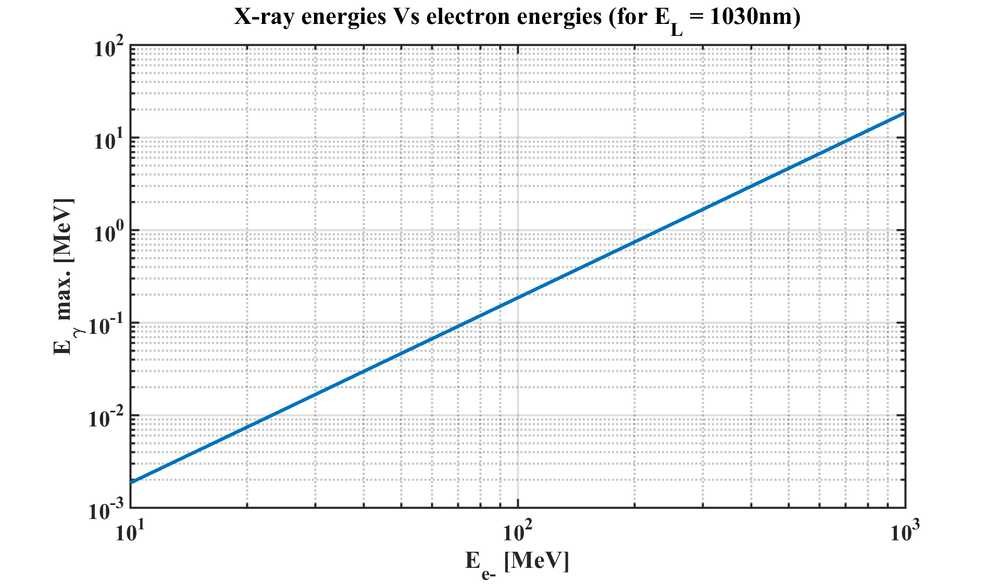 X-ray energies Vs electron energies (for E_L = 1030nm)
10^2
10^1
10^0
10^-1
10^-2
10^-3
E_γ max. [MeV]
10^1 10^2 10^3
E_e- [MeV]